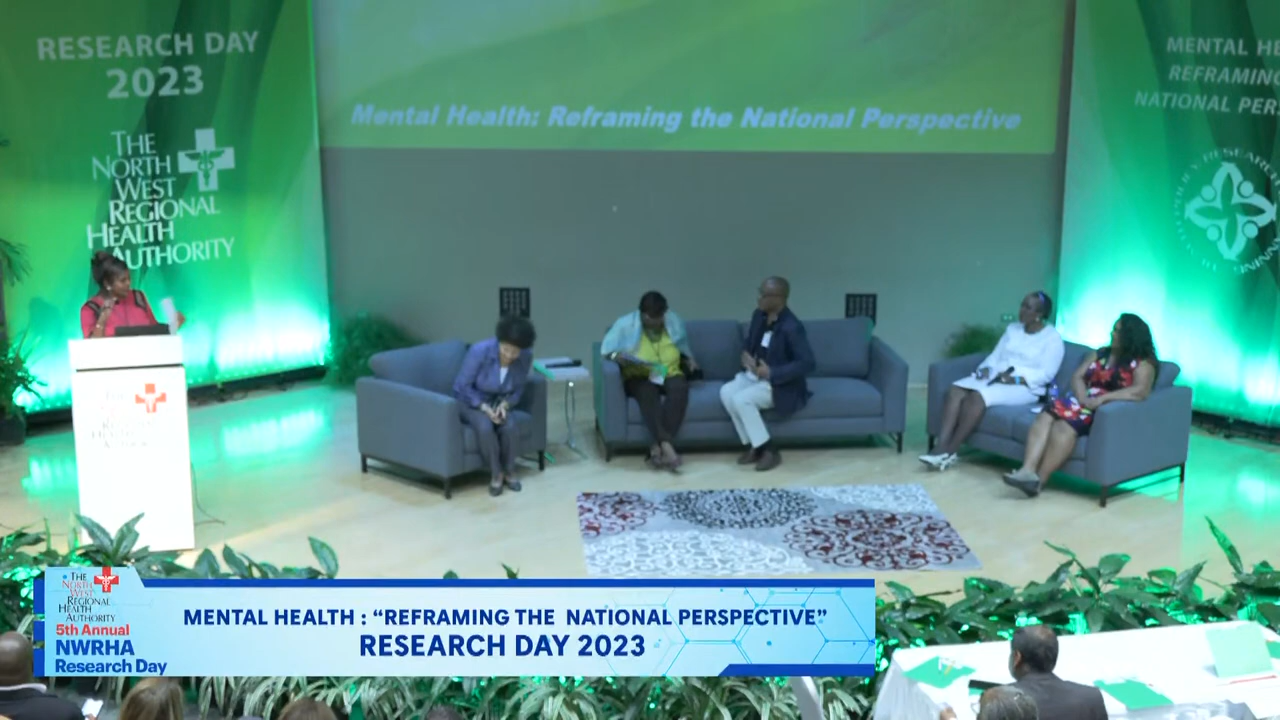 RESEARCH DAY
2023
THE
NORTH
WEST
REGIONAL
HEALTH
AUTHORITY
Mental Health: Reframing the National Perspective
MENTAL HE
REFRAMING
NATIONAL PER
THE
NORTH
WEST
REGIONAL
HEALTH
AUTHORITY
5th Annual
NWRHA
Research Day
MENTAL HEALTH : “REFRAMING THE NATIONAL PERSPECTIVE”
RESEARCH DAY 2023